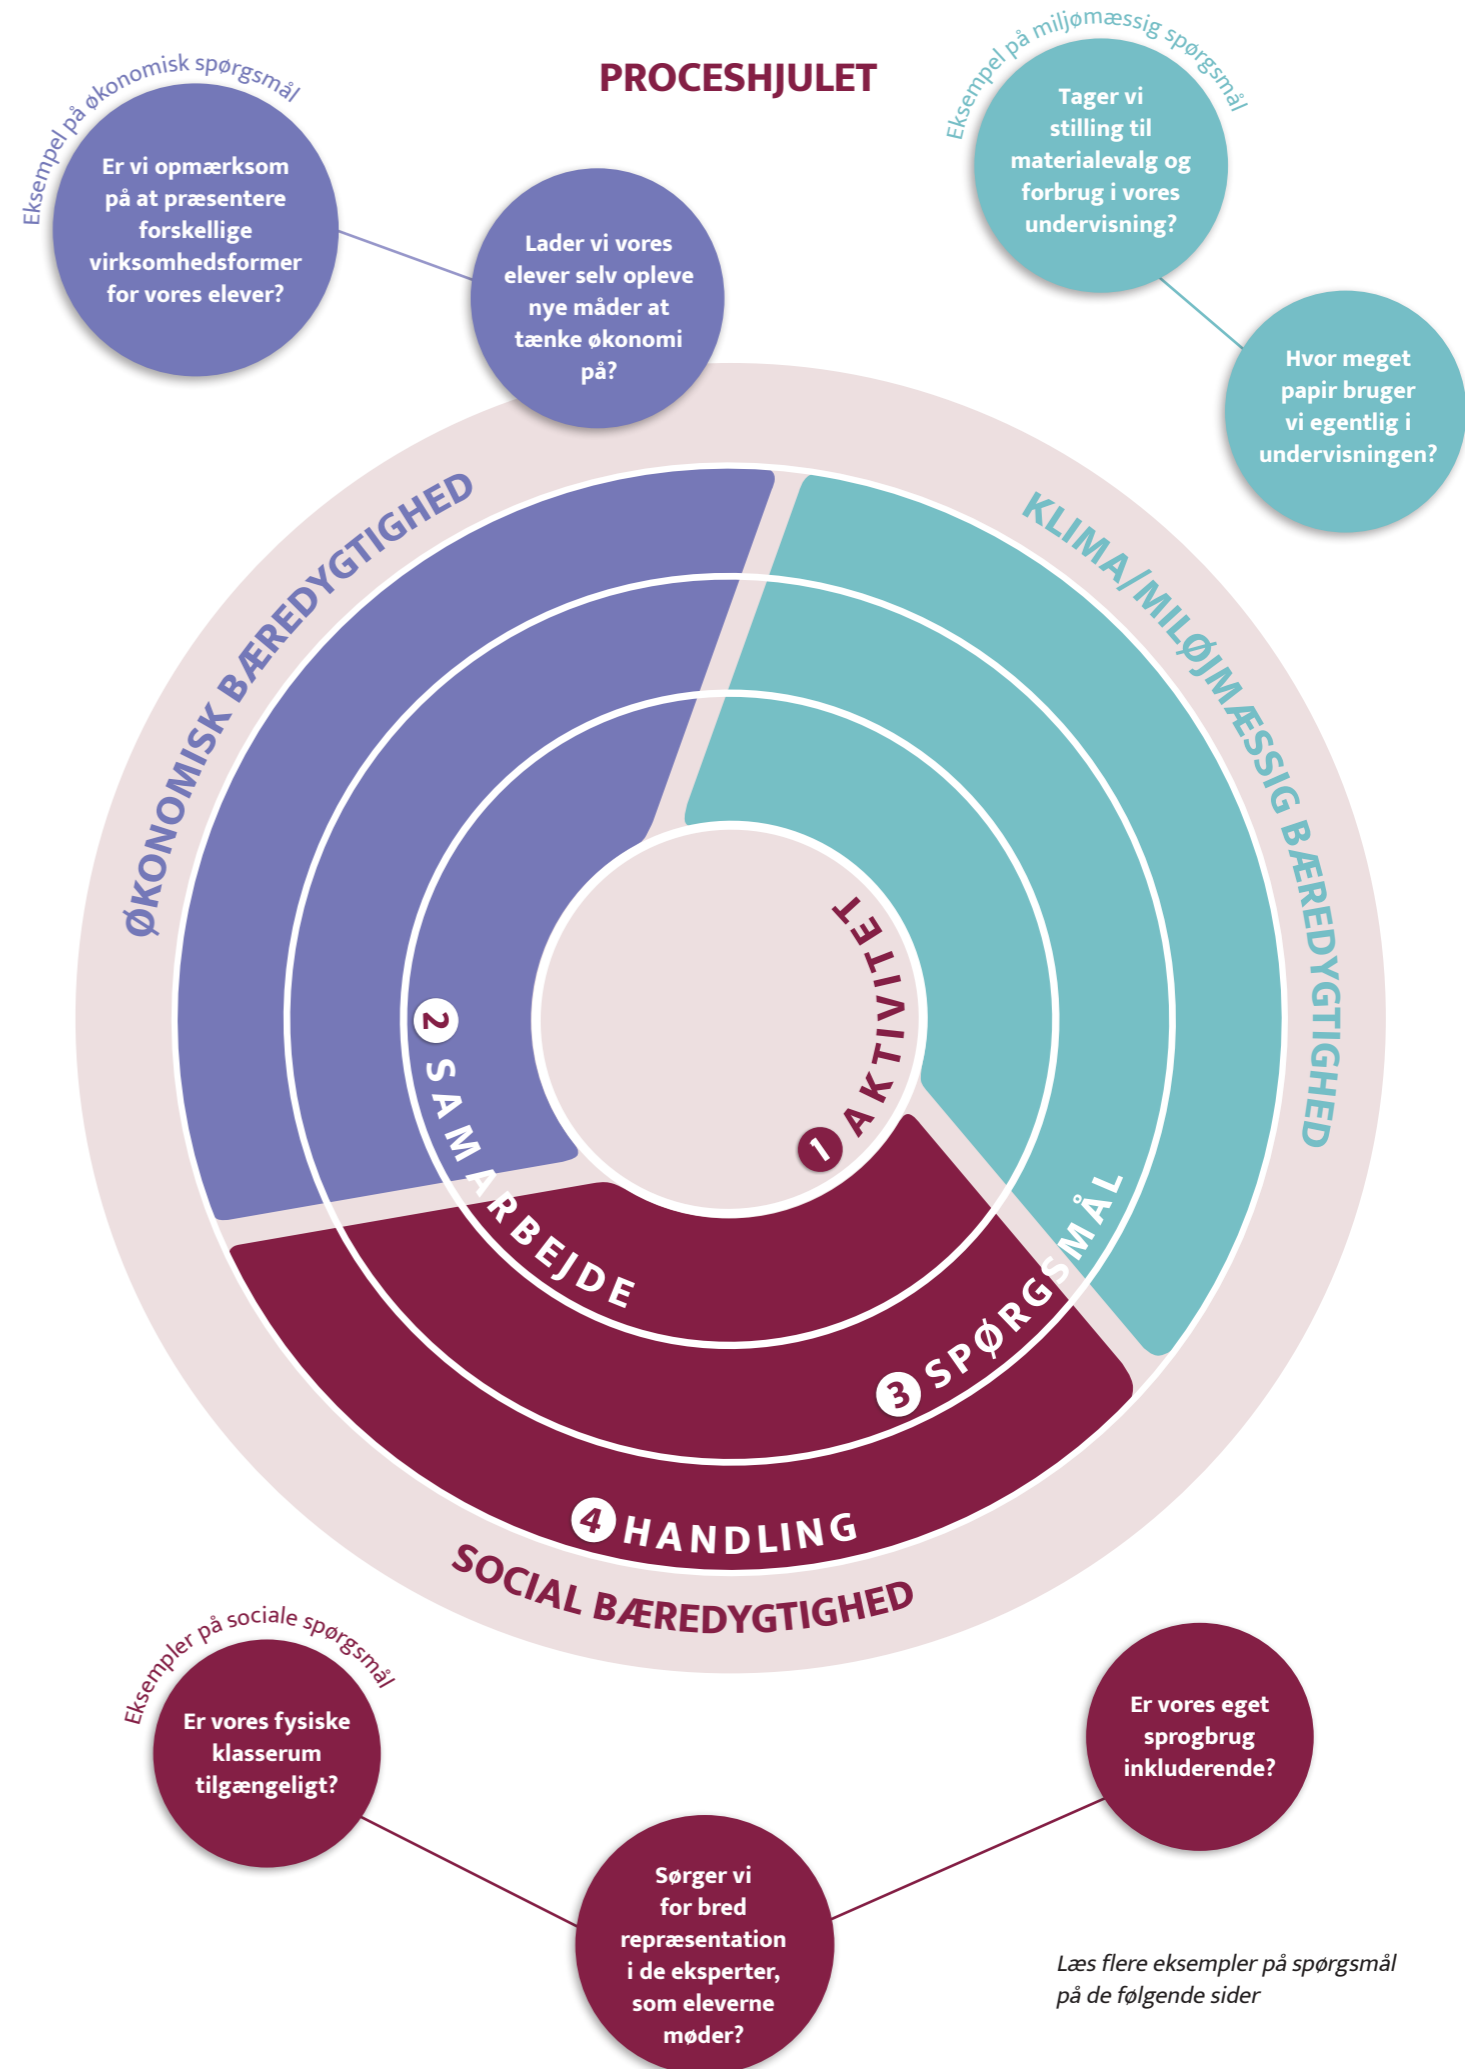 PROCESHJULET
Eksempel på økonomisk spørgsmål
Er vi opmærksom
på at præsentere
forskellige
virksomhedsformer
for vores elever?
Lader vi vores
elever selv opleve
nye måder at
tænke økonomi
på?
Eksempel på miljømæssig spørgsmål
Tager vi
stilling til
materialevalg og
forbrug i vores
undervisning?
Hvor meget
papir bruger
vi egentlig i
undervisningen?
ØKONOMISK BÆREDYGTIGHED
KLIMA/MILØJMÆSSIG BÆREDYGTIGHED
1 AKTIVITET
2 SAMARBEJDE
3 SPØRGSMÅL
4 HANDLING
SOCIAL BÆREDYGTIGHED
Eksempler på sociale spørgsmål
Er vores fysiske
klasserum
tilgængeligt?
Sørger vi
for bred
repræsentation
i de eksperter,
som eleverne
møder?
Er vores eget
sprogbrug
inkluderende?
Læs flere eksempler på spørgsmål
på de følgende sider